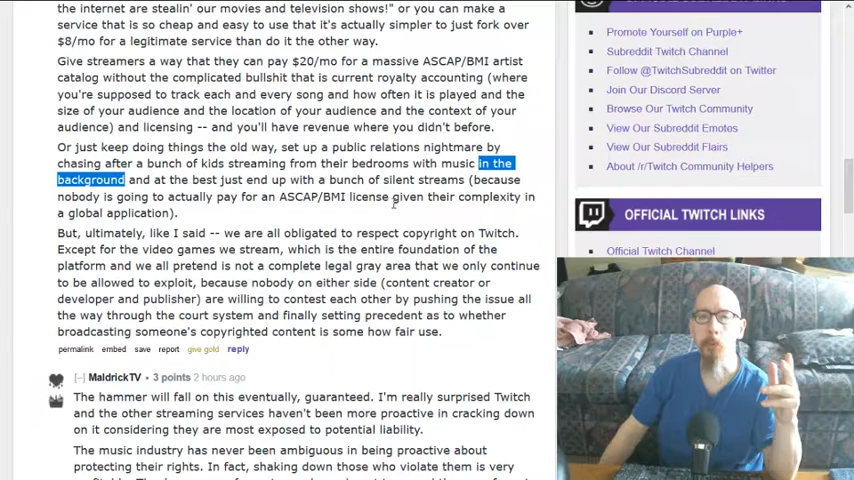 the internet are stealin' our movies and television shows!" or you can make a
service that is so cheap and easy to use that it's actually simpler to just fork over
$8/mo for a legitimate service than do it the other way.
Give streamers a way that they can pay $20/mo for a massive ASCAP/BMI artist
catalog without the complicated bullshit that is current royalty accounting (where
you're supposed to track each and every song and how often it is played and the
size of your audience and the location of your audience and the context of your
audience) and licensing -- and you'll have revenue where you didn't before.
Or just keep doing things the old way, set up a public relations nightmare by
chasing after a bunch of kids streaming from their bedrooms with music in the
background and at the best just end up with a bunch of silent streams (because
nobody is going to actually pay for an ASCAP/BMI license given their complexity in
a global application).
But, ultimately, like I said -- we are all obligated to respect copyright on Twitch.
Except for the video games we stream, which is the entire foundation of the
platform and we all pretend is not a complete legal gray area that we only continue
to be allowed to exploit, because nobody on either side (content creator or
developer and publisher) are willing to contest each other by pushing the issue all
the way through the court system and finally setting precedent as to whether
broadcasting someone's copyrighted content is some how fair use.
permalink embed save report give gold reply
[-] MaldrickTV • 3 points 2 hours ago
The hammer will fall on this eventually, guaranteed. I'm really surprised Twitch
and the other streaming services haven't been more proactive in cracking down
on it considering they are most exposed to potential liability.
The music industry has never been ambiguous in being proactive about
protecting their rights. In fact, shaking down those who violate them is very
Promote Yourself on Purple+
Subreddit Twitch Channel
Follow @TwitchSubreddit on Twitter
Join Our Discord Server
Browse Our Twitch Community
View Our Subreddit Emotes
View Our Subreddit Flairs
About /r/Twitch Community Helpers
OFFICIAL TWITCH LINKS
Official Twitch Channel